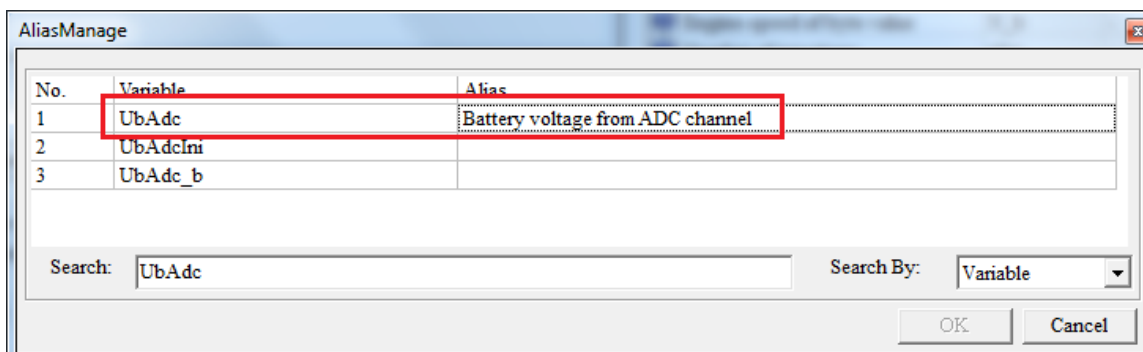 AliasManage
No. Variable Alias
1 UbAdc Battery voltage from ADC channel
2 UbAdcIni
3 UbAdc_b
Search: UbAdc Search By: Variable
OK Cancel